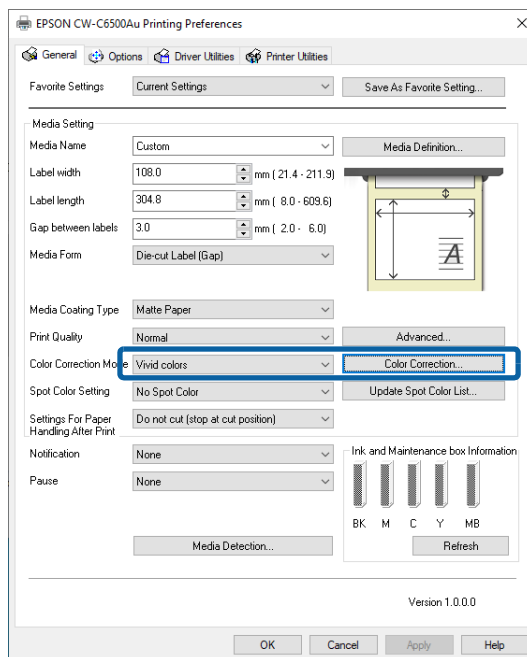 EPSON CW-C6500Au Printing Preferences
General Options Driver Utilities Printer Utilities
Favorite Settings Current Settings Save As Favorite Setting...
Media Setting
Media Name Custom Media Definition...
Label width 108.0 mm ( 21.4 - 211.9)
Label length 304.8 mm ( 8.0 - 609.6)
Gap between labels 3.0 mm ( 2.0 - 6.0)
Media Form Die-cut Label (Gap)
A
Media Coating Type Matte Paper
Print Quality Normal Advanced...
Color Correction Mode Vivid colors Color Correction...
Spot Color Setting No Spot Color Update Spot Color List...
Settings For Paper Do not cut (stop at cut position)
Handling After Print
Notification None Ink and Maintenance box Information
Pause None
BK M C Y MB
Media Detection... Refresh
Version 1.0.0.0
OK Cancel Apply Help